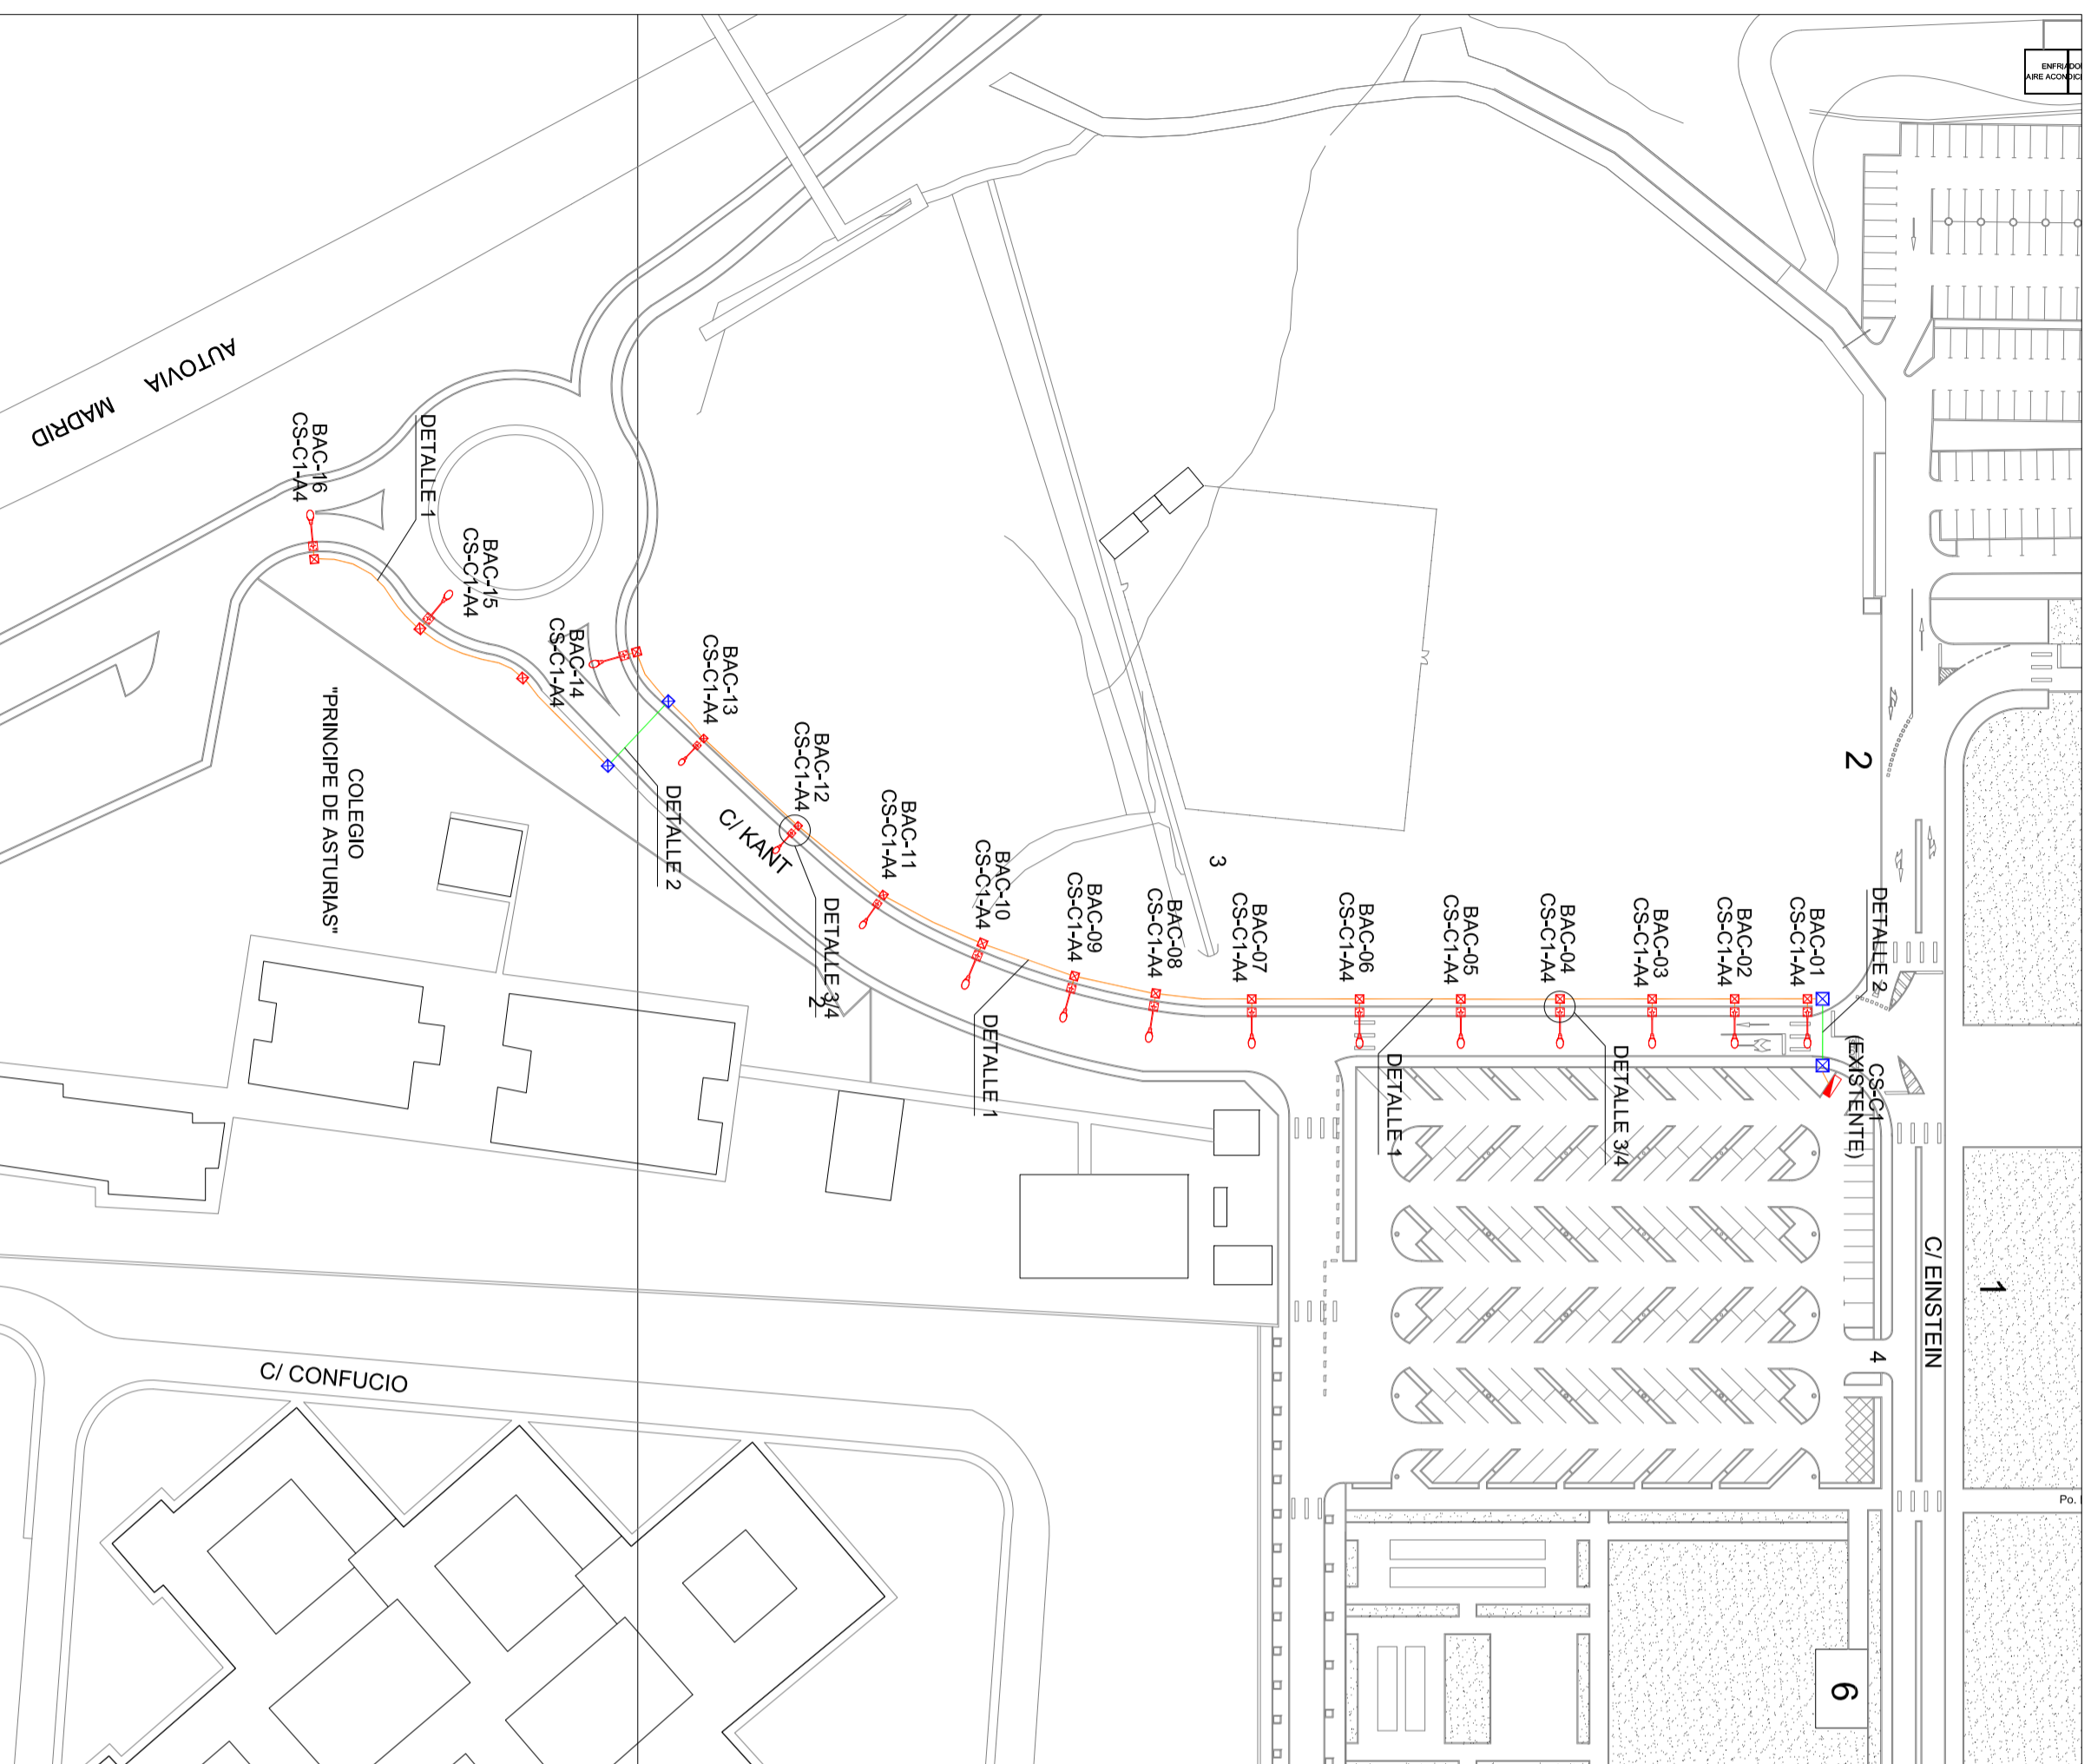 ENFRIADO
AIRE ACONDICI
AUTOVIA
MADRID
BAC-16
CS-C1-A4
DETALLE 1
BAC-15
CS-C1-A4
BAC-14
CS-C1-A4
BAC-13
CS-C1-A4
BAC-12
CS-C1-A4
BAC-11
CS-C1-A4
BAC-10
CS-C1-A4
BAC-09
CS-C1-A4
BAC-08
CS-C1-A4
BAC-07
CS-C1-A4
BAC-06
CS-C1-A4
BAC-05
CS-C1-A4
BAC-04
CS-C1-A4
BAC-03
CS-C1-A4
BAC-02
CS-C1-A4
BAC-01
CS-C1-A4
DETALLE 2
2
3
C/ KANT
DETALLE 2
DETALLE 3/4
2
DETALLE 1
DETALLE 1
DETALLE 3/4
CS-C1
(EXISTENTE)
COLEGIO
"PRINCIPE DE ASTURIAS"
C/ EINSTEIN
1
4
C/ CONFUCIO
Po.
6